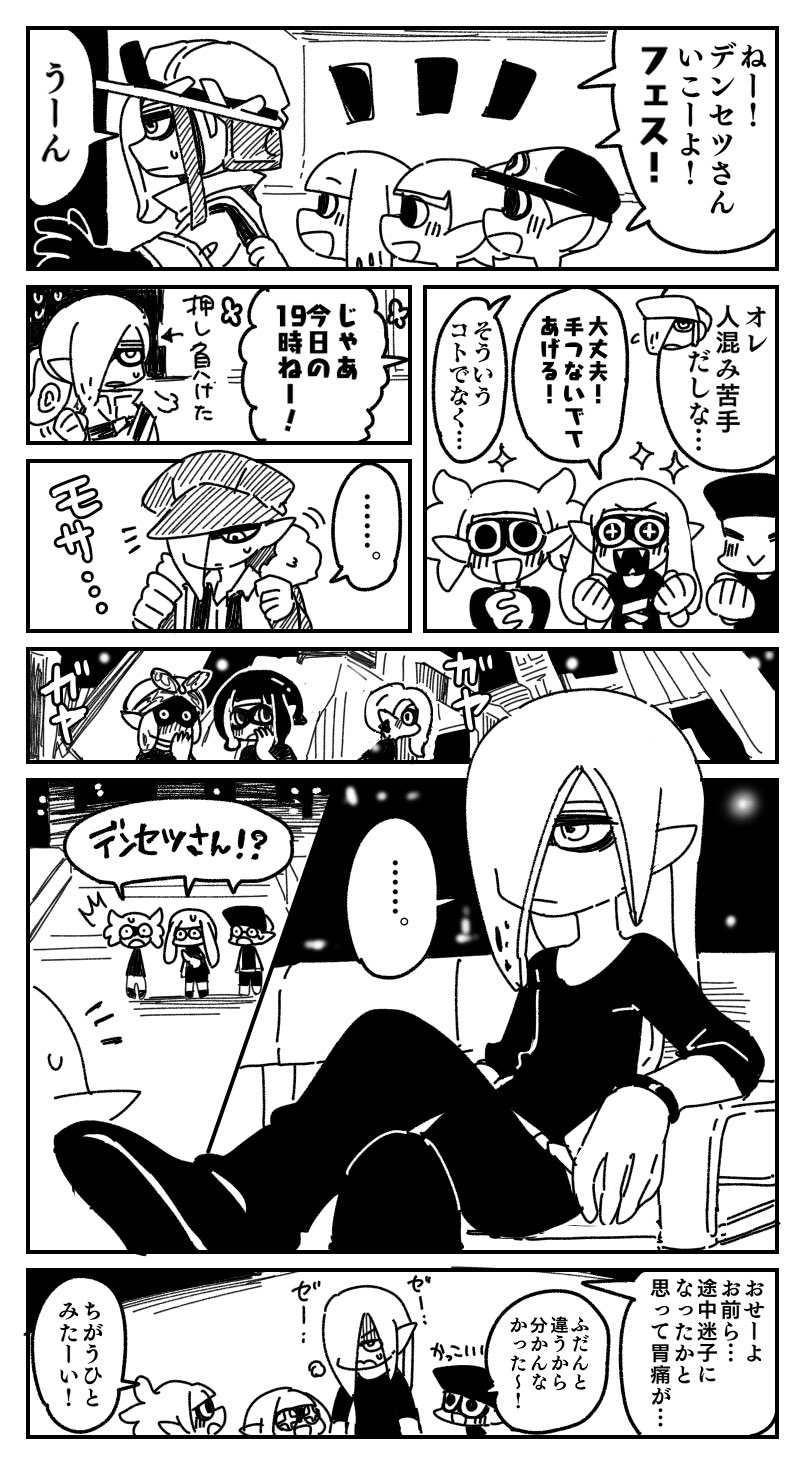 ねー!
デンセツさん
いこーよ!
フェス!
うーん
オレ
人混み苦手
だしな…
大丈夫!
手つないでて
あげる!
そういう
コトでなく…
じゃあ
今日の
19時ねー!
押し負けた
……。
モサ…
ガヤ
ガヤ
デンセツさん!?
……。
おせーよ
お前ら…
途中迷子に
なったかと
思って胃痛が…
ふだんと
違うから
分かんな
かった〜!
かっこいい
ゼー…
ゼー…
ちがうひと
みたーい!